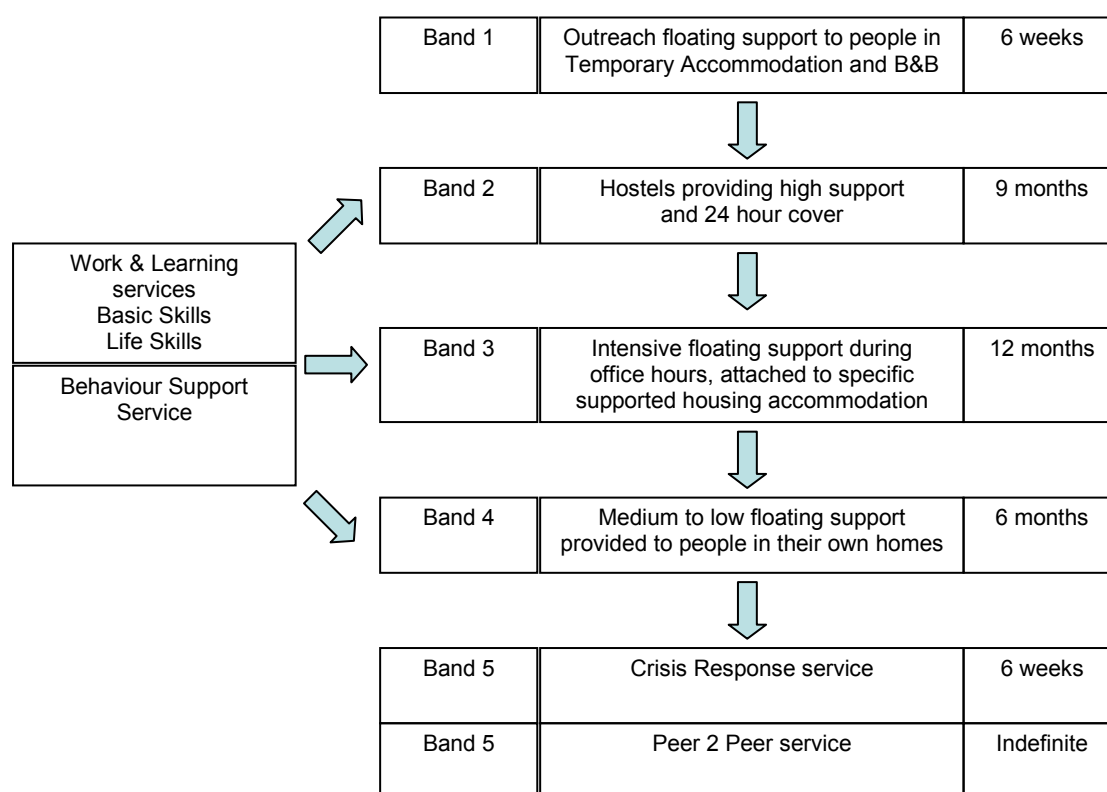 Band 1
Outreach floating support to people in
Temporary Accommodation and B&B
6 weeks
Band 2
Hostels providing high support
and 24 hour cover
9 months
Work & Learning
services
Basic Skills
Life Skills
Behaviour Support
Service
Band 3
Intensive floating support during
office hours, attached to specific
supported housing accommodation
12 months
Band 4
Medium to low floating support
provided to people in their own homes
6 months
Band 5
Crisis Response service
6 weeks
Band 5
Peer 2 Peer service
Indefinite